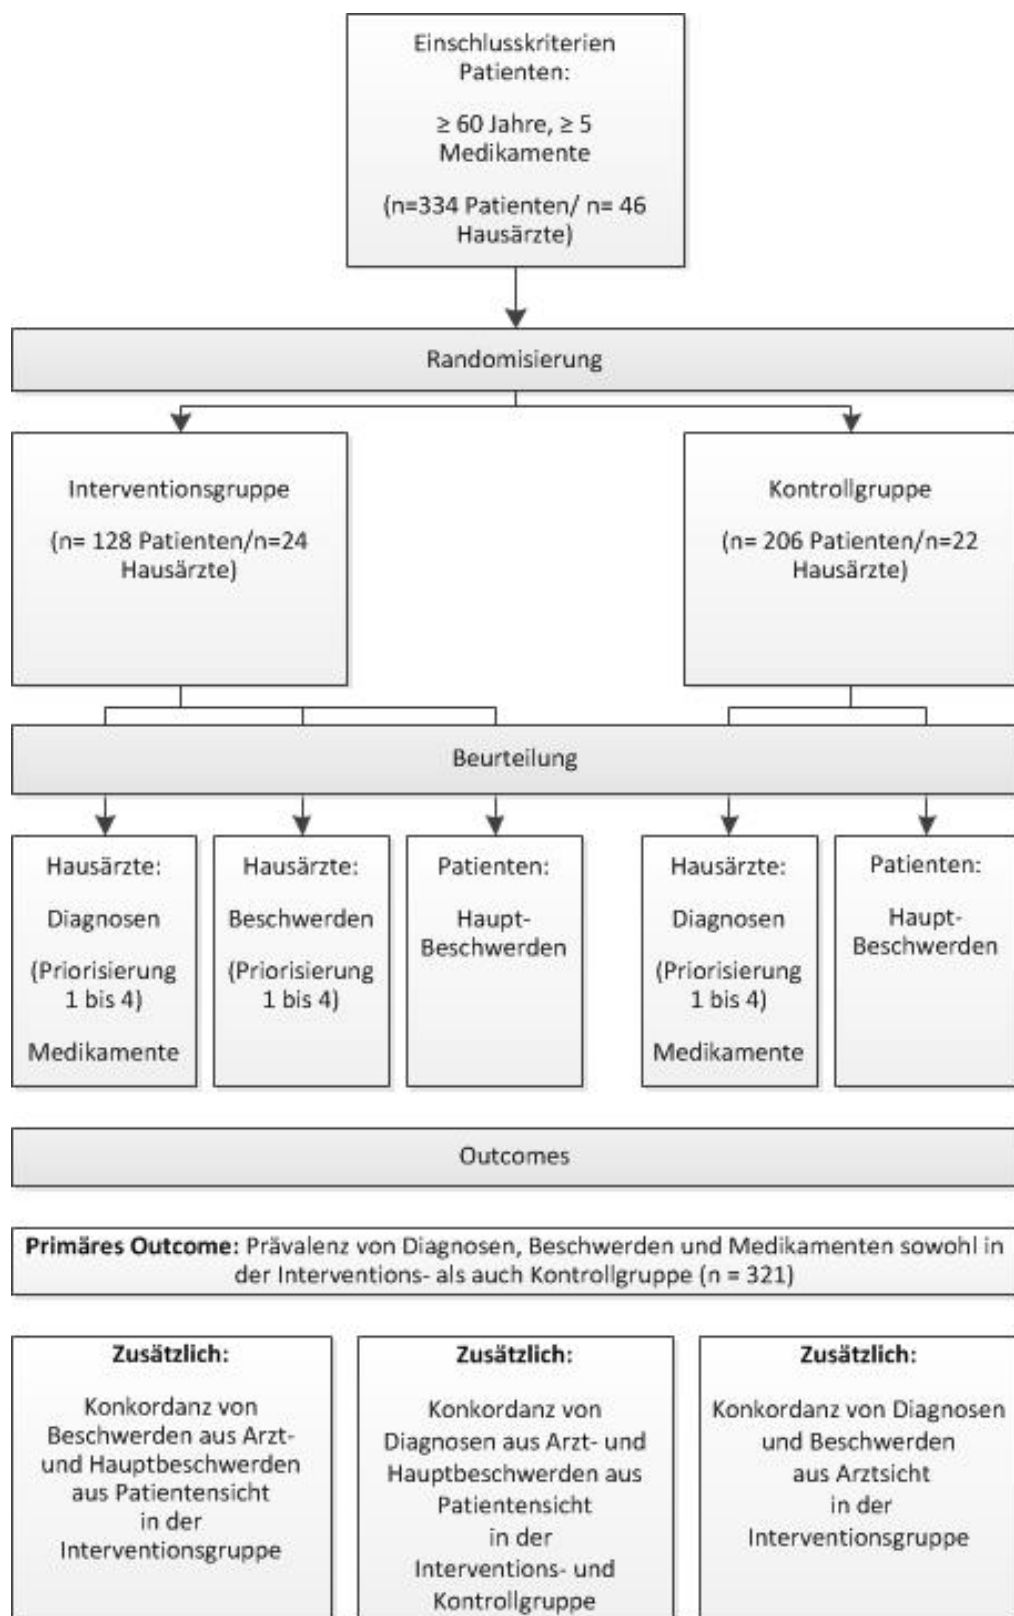 Einschlusskriterien
Patienten:
≥ 60 Jahre, ≥ 5
Medikamente
(n=334 Patienten/ n= 46
Hausärzte)
Randomisierung
Interventionsgruppe
(n= 128 Patienten/n=24
Hausärzte)
Kontrollgruppe
(n= 206 Patienten/n=22
Hausärzte)
Beurteilung
Hausärzte:
Diagnosen
(Priorisierung
1 bis 4)
Medikamente
Hausärzte:
Beschwerden
(Priorisierung
1 bis 4)
Patienten:
Haupt-
Beschwerden
Hausärzte:
Diagnosen
(Priorisierung
1 bis 4)
Medikamente
Patienten:
Haupt-
Beschwerden
Outcomes
Primäres Outcome: Prävalenz von Diagnosen, Beschwerden und Medikamenten sowohl in
der Interventions- als auch Kontrollgruppe (n = 321)
Zusätzlich:
Konkordanz von
Beschwerden aus Arzt-
und Hauptbeschwerden
aus Patientensicht
in der
Interventionsgruppe
Zusätzlich:
Konkordanz von
Diagnosen aus Arzt- und
Hauptbeschwerden aus
Patientensicht
in der
Interventions- und
Kontrollgruppe
Zusätzlich:
Konkordanz von Diagnosen
und Beschwerden
aus Arztsicht
in der
Interventionsgruppe